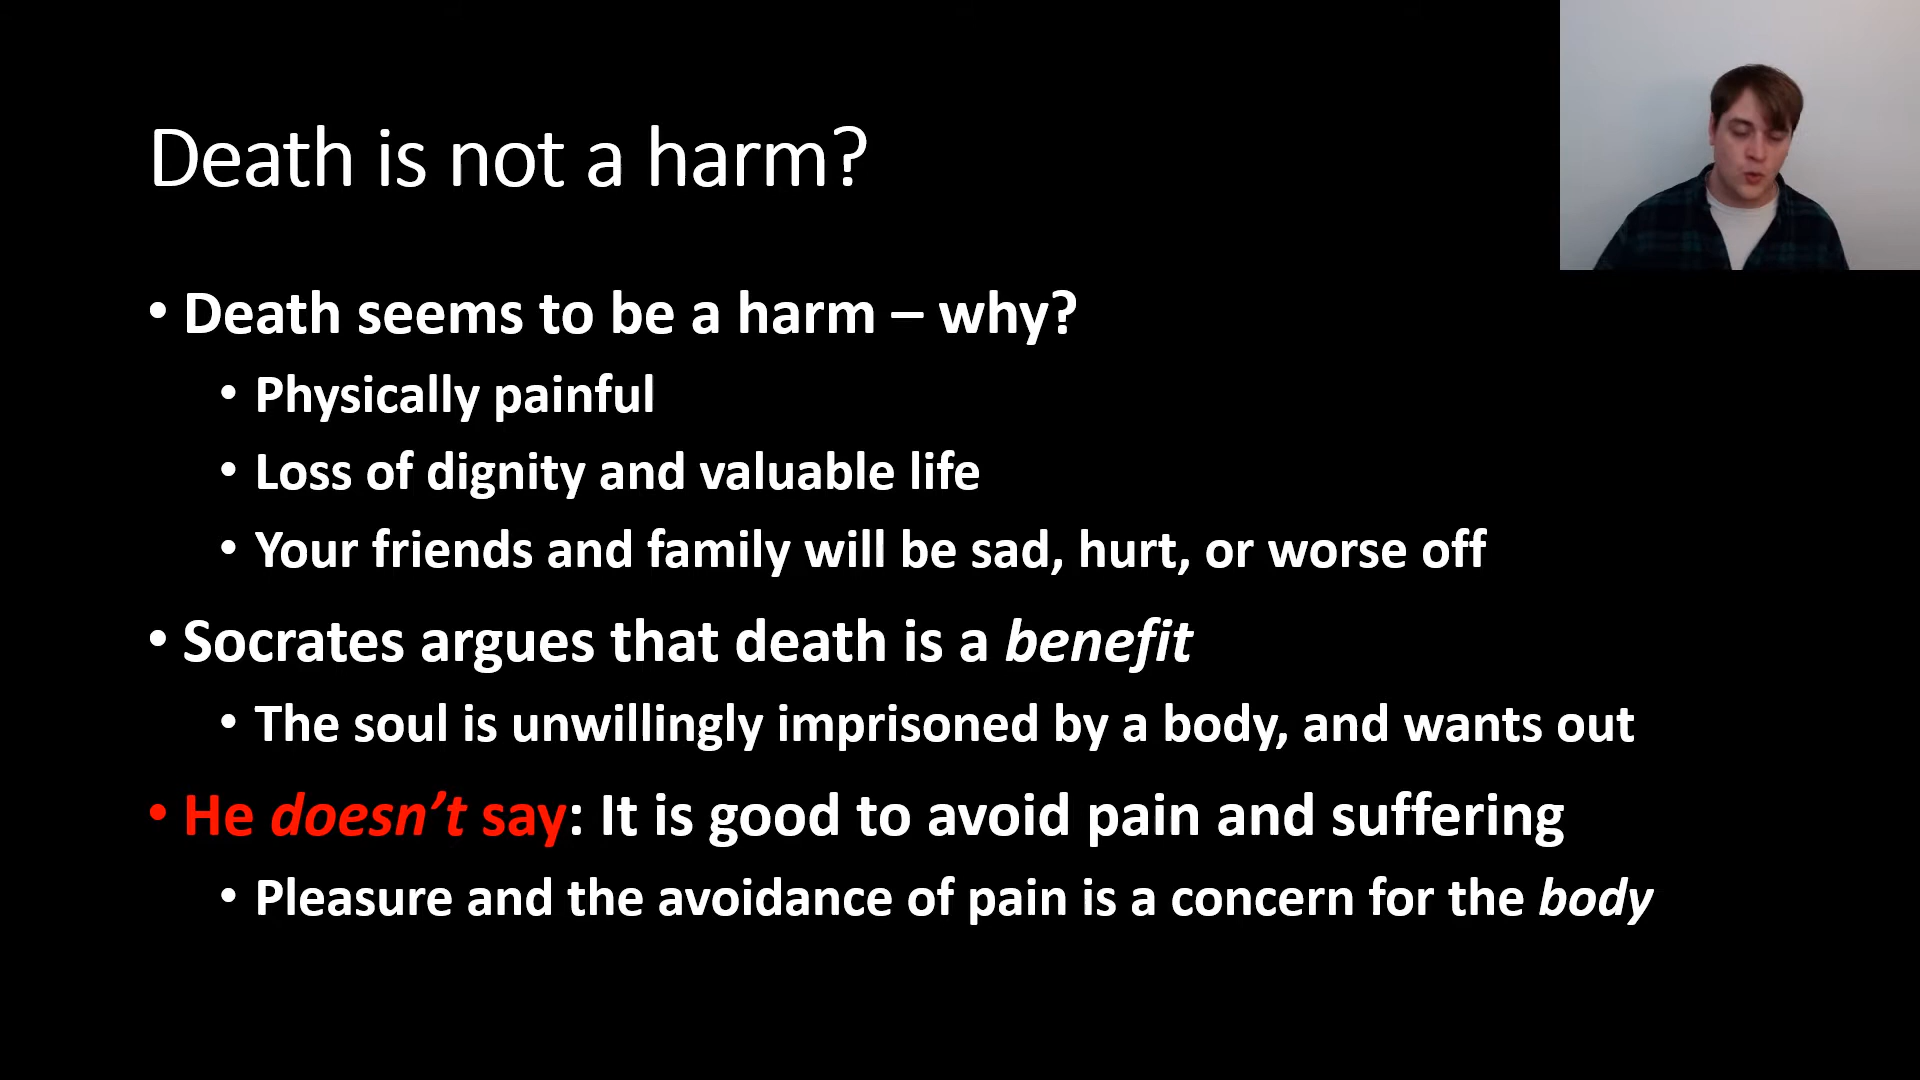 Death is not a harm?
• Death seems to be a harm – why?
• Physically painful
• Loss of dignity and valuable life
• Your friends and family will be sad, hurt, or worse off
• Socrates argues that death is a benefit
• The soul is unwillingly imprisoned by a body, and wants out
• He doesn’t say: It is good to avoid pain and suffering
• Pleasure and the avoidance of pain is a concern for the body